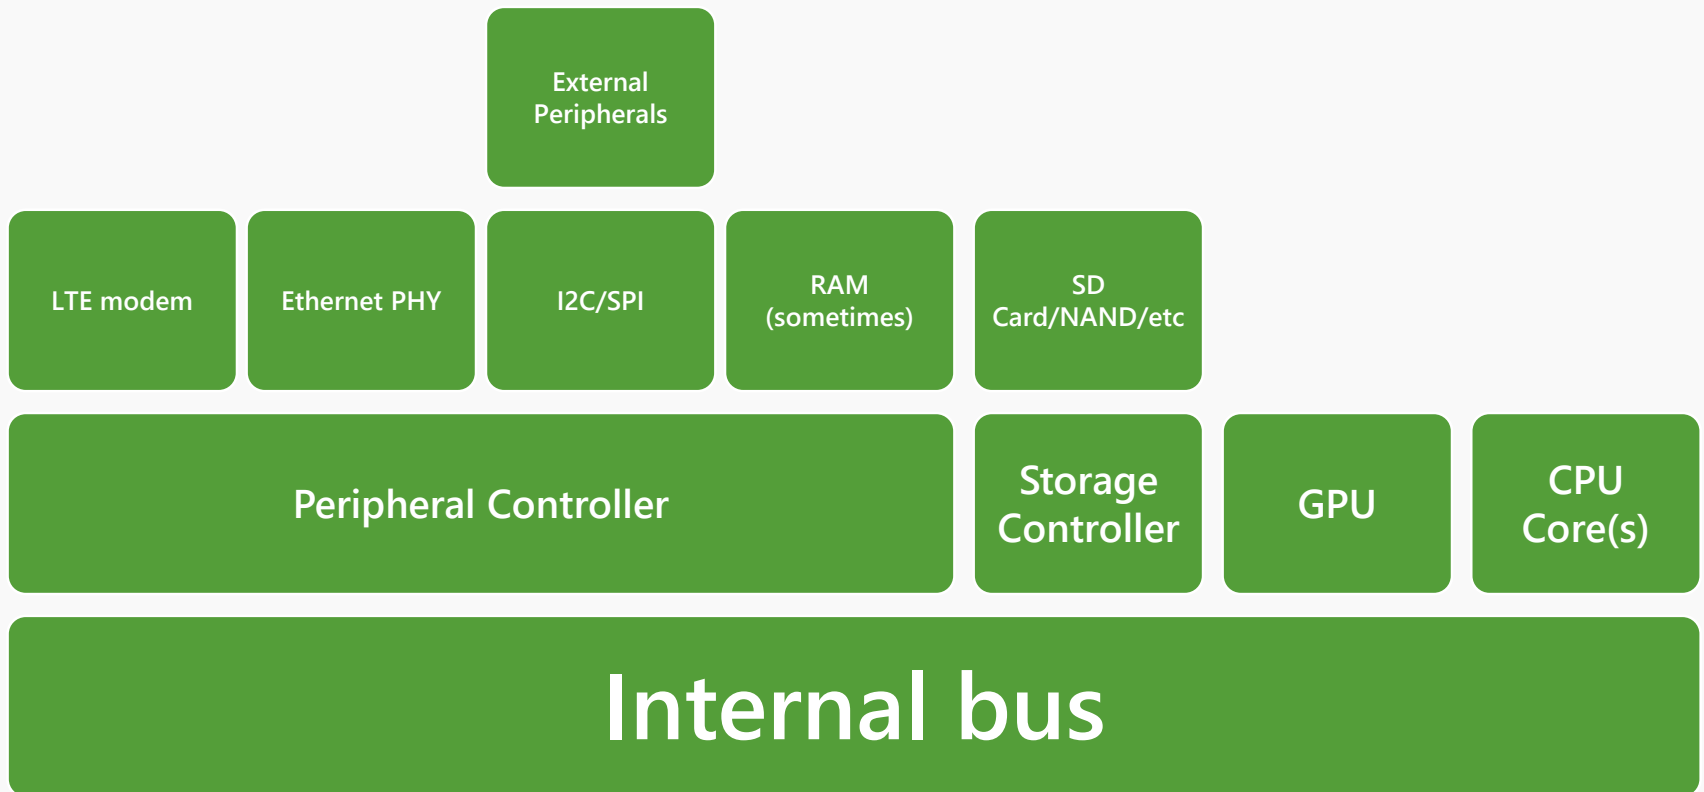 External
Peripherals
LTE modem
Ethernet PHY
I2C/SPI
RAM
(sometimes)
SD
Card/NAND/etc
Peripheral Controller
Storage
Controller
GPU
CPU
Core(s)
Internal bus